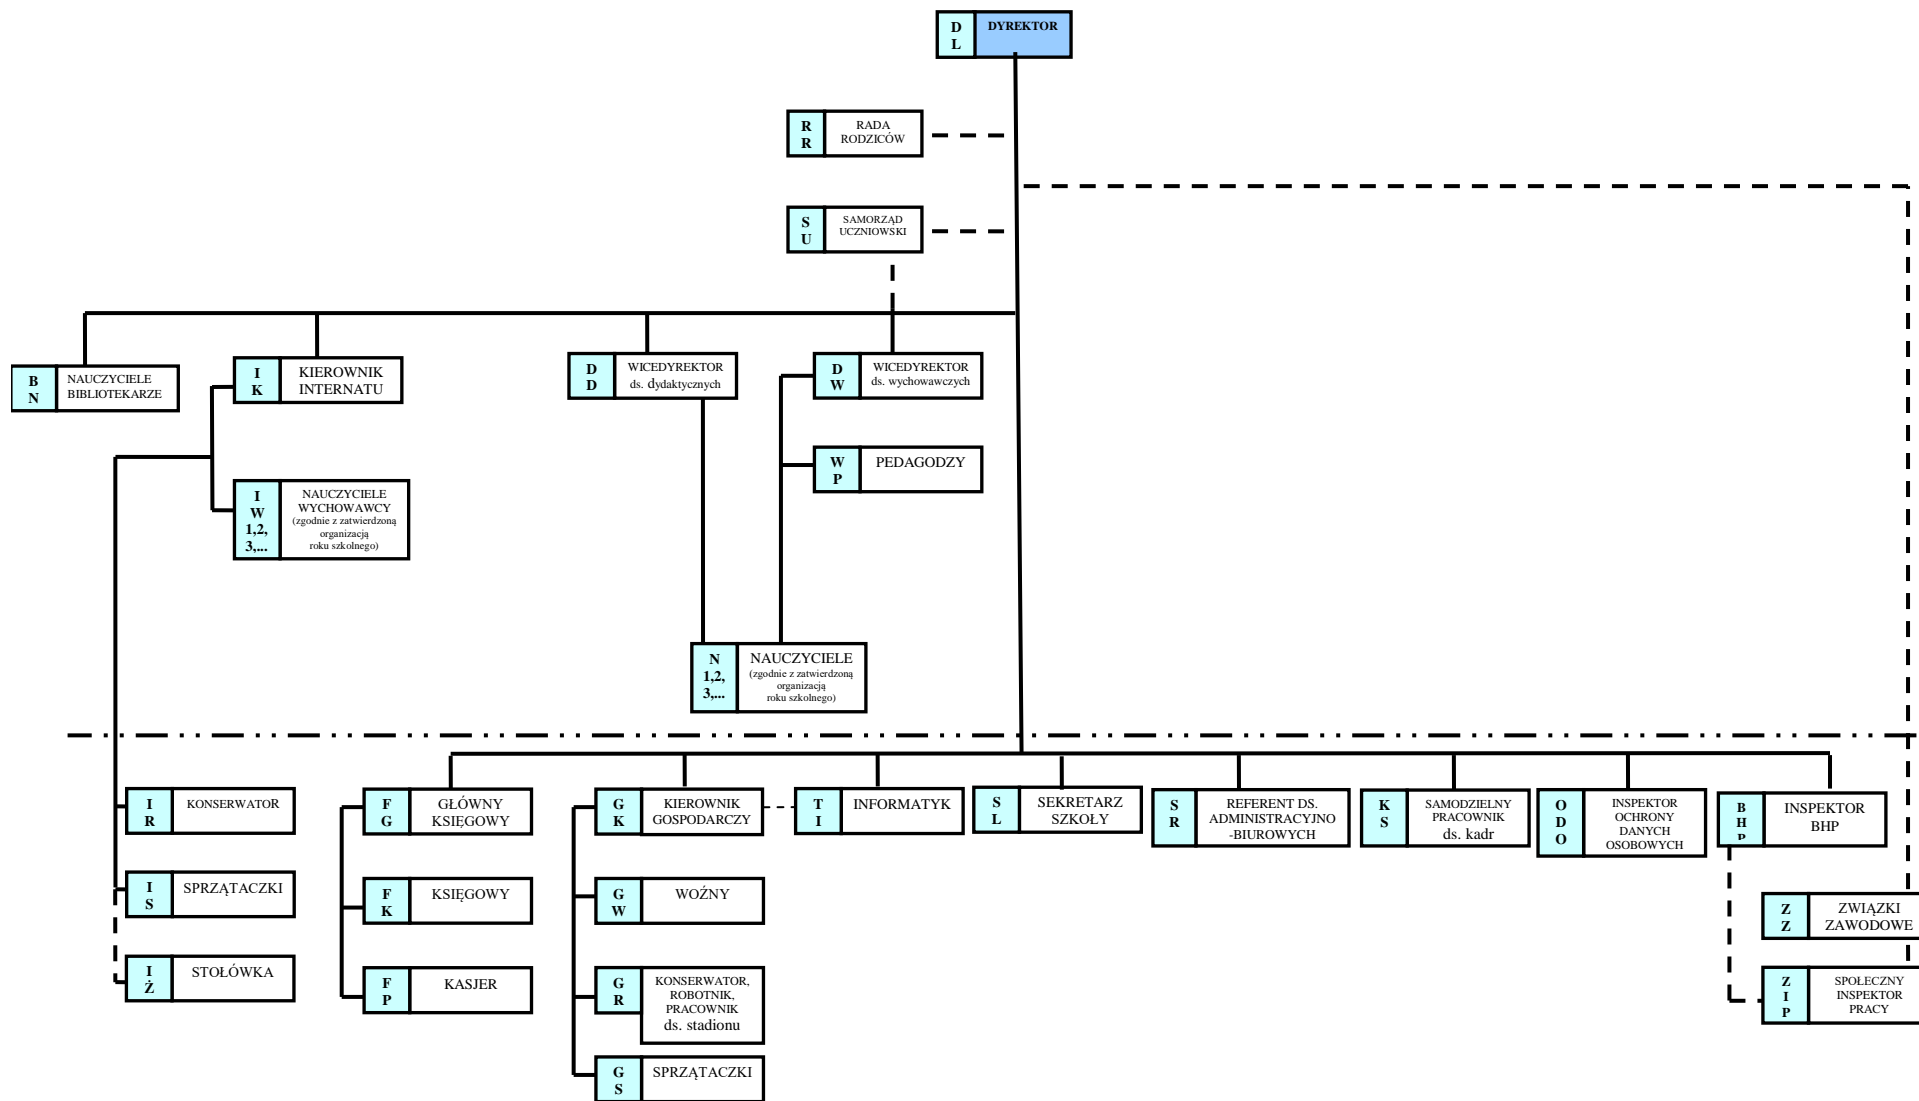 D
L
DYREKTOR
R
R
RADA
RODZICÓW
S
U
SAMORZĄD
UCZNIOWSKI
B
N
NAUCZYCIELE
BIBLIOTEKARZE
I
K
KIEROWNIK
INTERNATU
D
D
WICEDYREKTOR
ds. dydaktycznych
D
W
WICEDYREKTOR
ds. wychowawczych
W
P
PEDAGODZY
I
W
1,2,
3,...
NAUCZYCIELE
WYCHOWAWCY
(zgodnie z zatwierdzoną
organizacją
roku szkolnego)
N
1,2,
3,...
NAUCZYCIELE
(zgodnie z zatwierdzoną
organizacją
roku szkolnego)
I
R
KONSERWATOR
F
G
GŁÓWNY
KSIĘGOWY
G
K
KIEROWNIK
GOSPODARCZY
T
I
INFORMATYK
S
L
SEKRETARZ
SZKOŁY
S
R
REFERENT DS.
ADMINISTRACYJNO
-BIUROWYCH
K
S
SAMODZIELNY
PRACOWNIK
ds. kadr
O
D
O
INSPEKTOR
OCHRONY
DANYCH
OSOBOWYCH
B
H
P
INSPEKTOR
BHP
I
S
SPRZĄTACZKI
F
K
KSIĘGOWY
G
W
WOŹNY
Z
Z
ZWIĄZKI
ZAWODOWE
I
Ż
STOŁÓWKA
F
P
KASJER
G
R
KONSERWATOR,
ROBOTNIK,
PRACOWNIK
ds. stadionu
Z
I
P
SPOŁECZNY
INSPEKTOR
PRACY
G
S
SPRZĄTACZKI